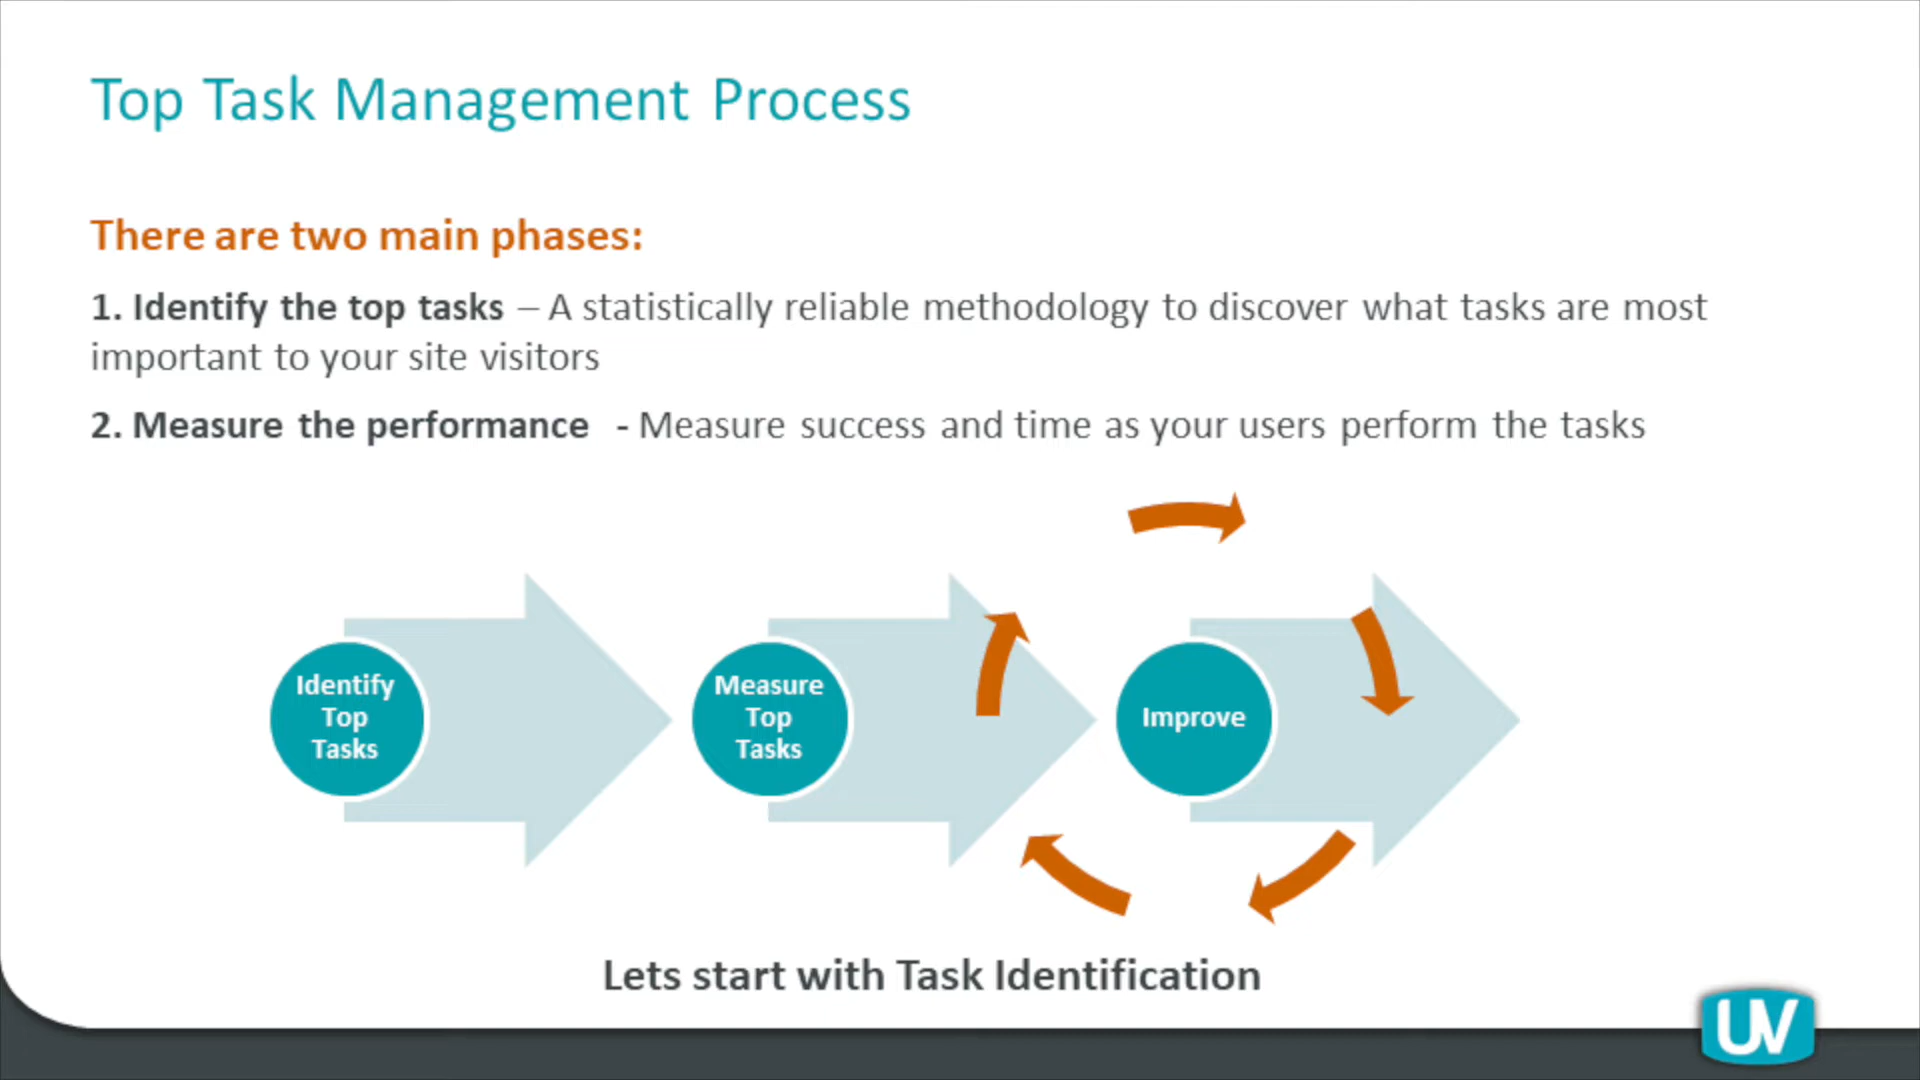 Top Task Management Process
There are two main phases:
1. Identify the top tasks – A statistically reliable methodology to discover what tasks are most
important to your site visitors
2. Measure the performance - Measure success and time as your users perform the tasks
Identify
Top
Tasks
Measure
Top
Tasks
Improve
Lets start with Task Identification
UV